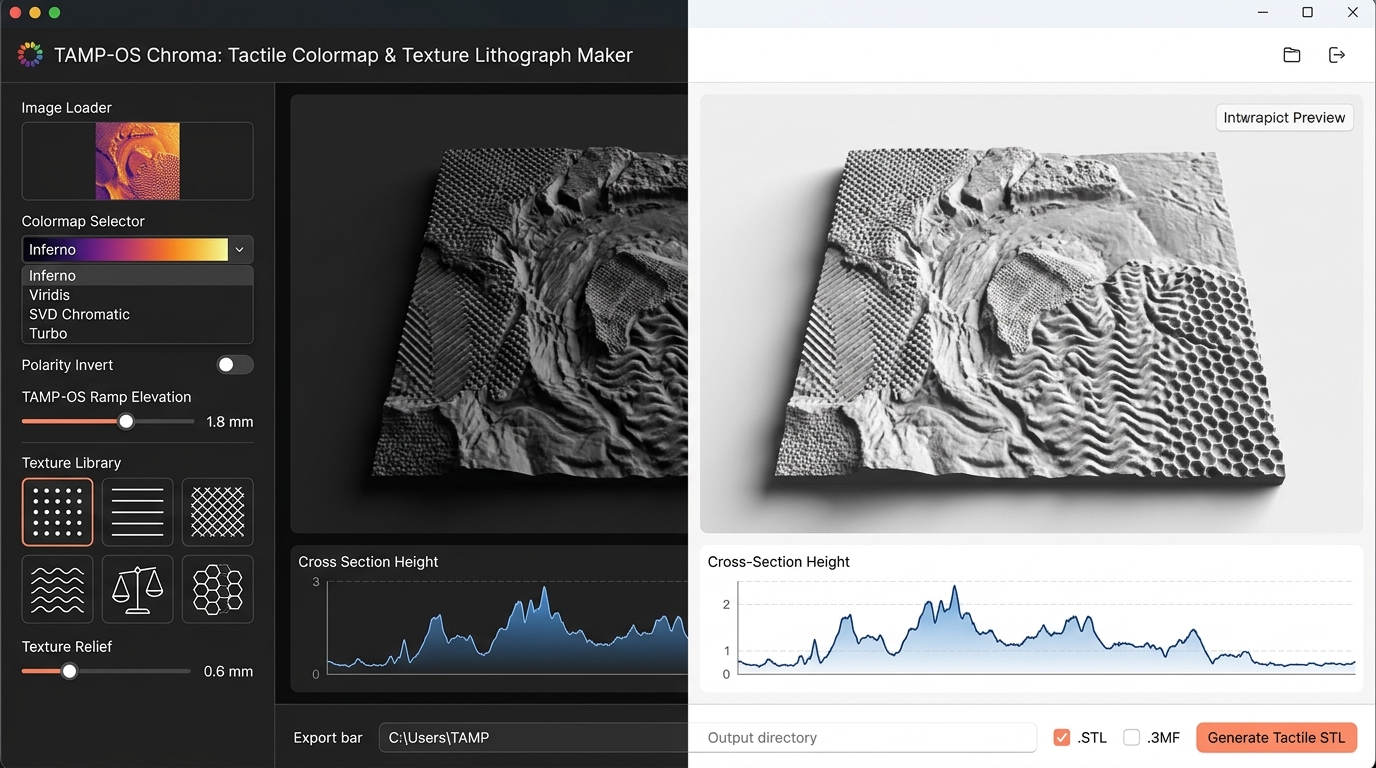 TAMP-OS Chroma: Tactile Colormap & Texture Lithograph Maker
Image Loader
Colormap Selector
Inferno
Inferno
Viridis
SVD Chromatic
Turbo
Polarity Invert
TAMP-OS Ramp Elevation
1.8 mm
Texture Library
Texture Relief
0.6 mm
Intwrapict Preview
Cross Section Height
3
0
Cross-Section Height
2
1
0
Export bar
C:\Users\TAMP
Output directory
.STL
.3MF
Generate Tactile STL